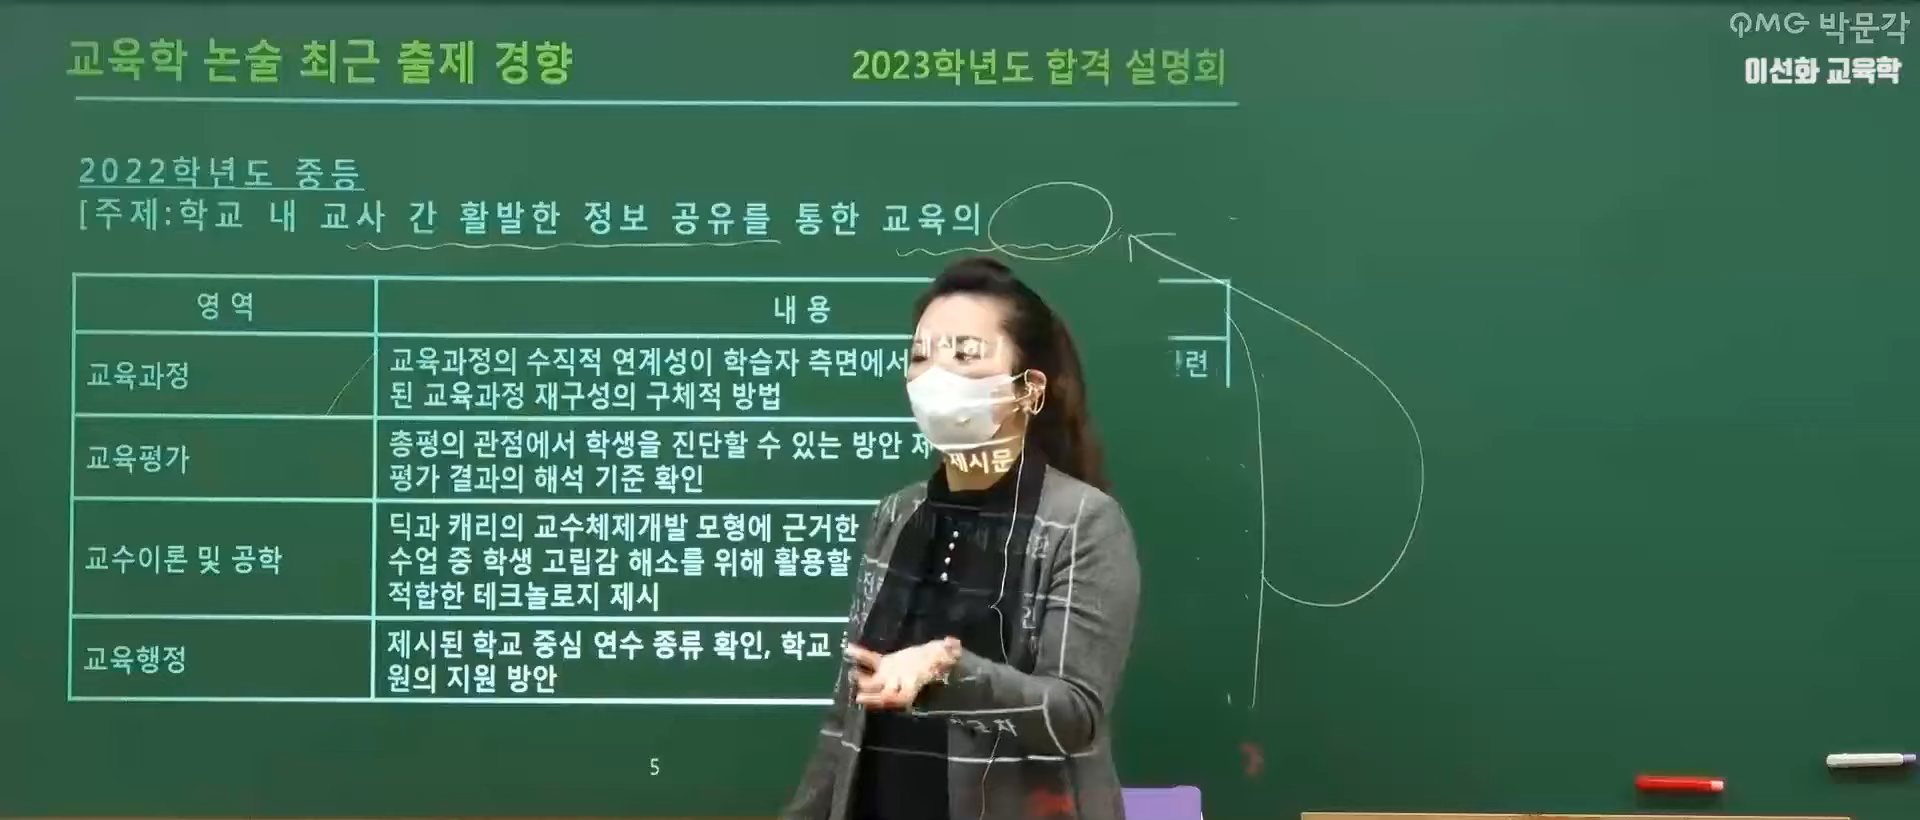 교육학 논술 최근 출제 경향
2023학년도 합격 설명회
PMG 박문각
이선화 교육학
2022학년도 중등
[주제:학교 내 교사 간 활발한 정보 공유를 통한 교육의
영역
내용
교육과정
교육과정의 수직적 연계성이 학습자 측면에서
련
된 교육과정 재구성의 구체적 방법
교육평가
총평의 관점에서 학생을 진단할 수 있는 방안 제
평가 결과의 해석 기준 확인
제시문
교수이론 및 공학
딕과 캐리의 교수체제개발 모형에 근거한
수업 중 학생 고립감 해소를 위해 활용할
적합한 테크놀로지 제시
교육행정
제시된 학교 중심 연수 종류 확인, 학교
원의 지원 방안
5